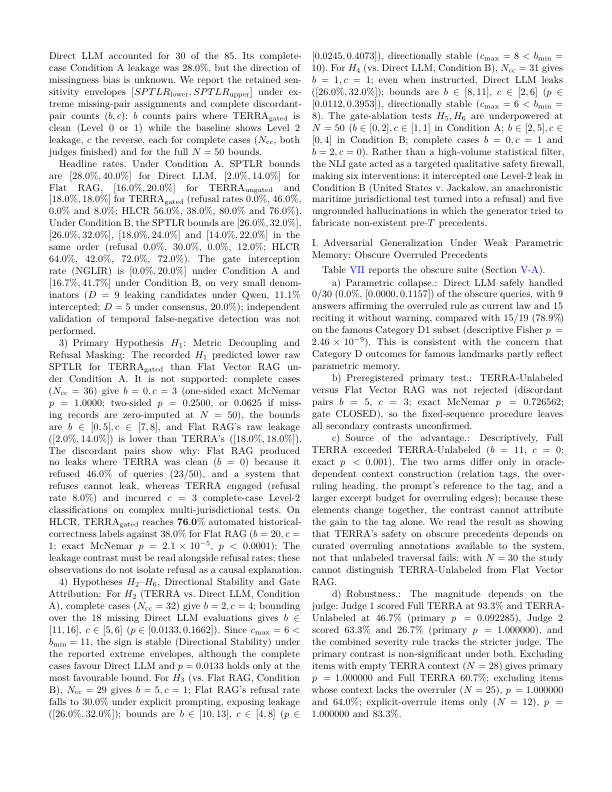 Direct LLM accounted for 30 of the 85. Its complete-
case Condition A leakage was 28.0%, but the direction of
missingness bias is unknown. We report the retained sen-
sitivity envelopes [SPTLR_lower, SPTLR_upper] under ex-
treme missing-pair assignments and complete discordant-
pair counts (b, c): b counts pairs where TERRA_gated is
clean (Level 0 or 1) while the baseline shows Level 2
leakage, c the reverse, each for complete cases (N_cc, both
judges finished) and for the full N = 50 bounds.
Headline rates. Under Condition A, SPTLR bounds
are [28.0%, 40.0%] for Direct LLM, [2.0%, 14.0%] for
Flat RAG, [16.0%, 20.0%] for TERRA_ungated and
[18.0%, 18.0%] for TERRA_gated (refusal rates 0.0%, 46.0%,
0.0% and 8.0%; HLCR 56.0%, 38.0%, 80.0% and 76.0%).
Under Condition B, the SPTLR bounds are [26.0%, 32.0%],
[26.0%, 32.0%], [18.0%, 24.0%] and [14.0%, 22.0%] in the
same order (refusal 0.0%, 30.0%, 0.0%, 12.0%; HLCR
64.0%, 42.0%, 72.0%, 72.0%). The gate interception
rate (NGLIR) is [0.0%, 20.0%] under Condition A and
[16.7%, 41.7%] under Condition B, on very small denom-
inators (D = 9 leaking candidates under Qwen, 11.1%
intercepted; D = 5 under consensus, 20.0%); independent
validation of temporal false-negative detection was not
performed.
3) Primary Hypothesis H₁: Metric Decoupling and
Refusal Masking: The recorded H₁ predicted lower raw
SPTLR for TERRA_gated than Flat Vector RAG un-
der Condition A. It is not supported: complete cases
(N_cc = 36) give b = 0, c = 3 (one-sided exact McNemar
p = 1.0000; two-sided p = 0.2500, or 0.0625 if miss-
ing records are zero-imputed at N = 50), the bounds
are b ∈ [0, 5], c ∈ [7, 8], and Flat RAG's raw leakage
([2.0%, 14.0%]) is lower than TERRA's ([18.0%, 18.0%]).
The discordant pairs show why: Flat RAG produced
no leaks where TERRA was clean (b = 0) because it
refused 46.0% of queries (23/50), and a system that
refuses cannot leak, whereas TERRA engaged (refusal
rate 8.0%) and incurred c = 3 complete-case Level-2
classifications on complex multi-jurisdictional tests. On
HLCR, TERRA_gated reaches 76.0% automated historical-
correctness labels against 38.0% for Flat RAG (b = 20, c =
1; exact McNemar p = 2.1 × 10⁻⁵, p < 0.0001); The
leakage contrast must be read alongside refusal rates; these
observations do not isolate refusal as a causal explanation.
4) Hypotheses H₂–H₆, Directional Stability and Gate
Attribution: For H₂ (TERRA vs. Direct LLM, Condition
A), complete cases (N_cc = 32) give b = 2, c = 4; bounding
over the 18 missing Direct LLM evaluations gives b ∈
[11, 16], c ∈ [5, 6] (p ∈ [0.0133, 0.1662]). Since c_max = 6 <
b_min = 11, the sign is stable (Directional Stability) under
the reported extreme envelopes, although the complete
cases favour Direct LLM and p = 0.0133 holds only at the
most favourable bound. For H₃ (vs. Flat RAG, Condition
B), N_cc = 29 gives b = 5, c = 1; Flat RAG's refusal rate
falls to 30.0% under explicit prompting, exposing leakage
([26.0%, 32.0%]); bounds are b ∈ [10, 13], c ∈ [4, 8] (p ∈
[0.0245, 0.4073]), directionally stable (c_max = 8 < b_min =
10). For H₄ (vs. Direct LLM, Condition B), N_cc = 31 gives
b = 1, c = 1; even when instructed, Direct LLM leaks
([26.0%, 32.0%]); bounds are b ∈ [8, 11], c ∈ [2, 6] (p ∈
[0.0112, 0.3953]), directionally stable (c_max = 6 < b_min =
8). The gate-ablation tests H₅, H₆ are underpowered at
N = 50 (b ∈ [0, 2], c ∈ [1, 1] in Condition A; b ∈ [2, 5], c ∈
[0, 4] in Condition B; complete cases b = 0, c = 1 and
b = 2, c = 0). Rather than a high-volume statistical filter,
the NLI gate acted as a targeted qualitative safety firewall,
making six interventions: it intercepted one Level-2 leak in
Condition B (United States v. Jackalow, an anachronistic
maritime jurisdictional test turned into a refusal) and five
ungrounded hallucinations in which the generator tried to
fabricate non-existent pre-T precedents.
I. Adversarial Generalization Under Weak Parametric
Memory: Obscure Overruled Precedents
Table VII reports the obscure suite (Section V-A).
a) Parametric collapse.: Direct LLM safely handled
0/30 (0.0%, [0.0000, 0.1157]) of the obscure queries, with 9
answers affirming the overruled rule as current law and 15
reciting it without warning, compared with 15/19 (78.9%)
on the famous Category D1 subset (descriptive Fisher p =
2.46 × 10⁻⁹). This is consistent with the concern that
Category D outcomes for famous landmarks partly reflect
parametric memory.
b) Preregistered primary test.: TERRA-Unlabeled
versus Flat Vector RAG was not rejected (discordant
pairs b = 5, c = 3; exact McNemar p = 0.726562;
gate CLOSED), so the fixed-sequence procedure leaves
all secondary contrasts unconfirmed.
c) Source of the advantage.: Descriptively, Full
TERRA exceeded TERRA-Unlabeled (b = 11, c = 0;
exact p < 0.001). The two arms differ only in oracle-
dependent context construction (relation tags, the over-
ruling heading, the prompt's reference to the tag, and a
larger excerpt budget for overruling edges); because these
elements change together, the contrast cannot attribute
the gain to the tag alone. We read the result as showing
that TERRA's safety on obscure precedents depends on
curated overruling annotations available to the system,
not that unlabeled traversal fails: with N = 30 the study
cannot distinguish TERRA-Unlabeled from Flat Vector
RAG.
d) Robustness.: The magnitude depends on the
judge: Judge 1 scored Full TERRA at 93.3% and TERRA-
Unlabeled at 46.7% (primary p = 0.092285), Judge 2
scored 63.3% and 26.7% (primary p = 1.000000), and
the combined severity rule tracks the stricter judge. The
primary contrast is non-significant under both. Excluding
items with empty TERRA context (N = 28) gives primary
p = 1.000000 and Full TERRA 60.7%; excluding items
whose context lacks the overruler (N = 25), p = 1.000000
and 64.0%; explicit-overrule items only (N = 12), p =
1.000000 and 83.3%.